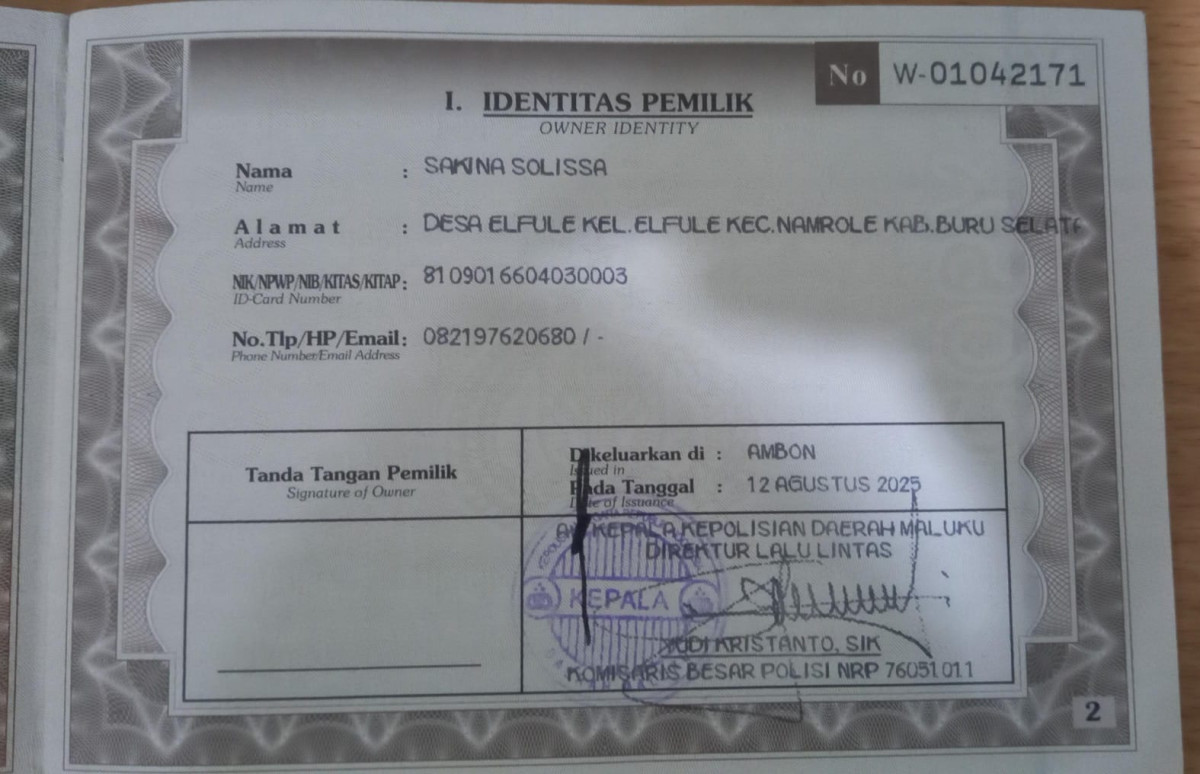 No W-01042171
I. IDENTITAS PEMILIK
OWNER IDENTITY
Nama : SAKINA SOLISSA
Name
Alamat : DESA ELFULE KEL.ELFULE KEC.NAMROLE KAB.BURU SELATA
Address
NIK/NPWP/NIB/KITAS/KITAP : 8109016604030003
ID-Card Number
No.Tlp/HP/Email : 082197620680 / -
Phone Number/Email Address
Tanda Tangan Pemilik
Signature of Owner
Dikeluarkan di : AMBON
Issued in
Pada Tanggal : 12 AGUSTUS 2025
Date of Issuance
KEPALA KEPOLISIAN DAERAH MALUKU
DIREKTUR LALU LINTAS
KEPALA
YUDI KRISTANTO, SIK
KOMISARIS BESAR POLISI NRP 76051011
2